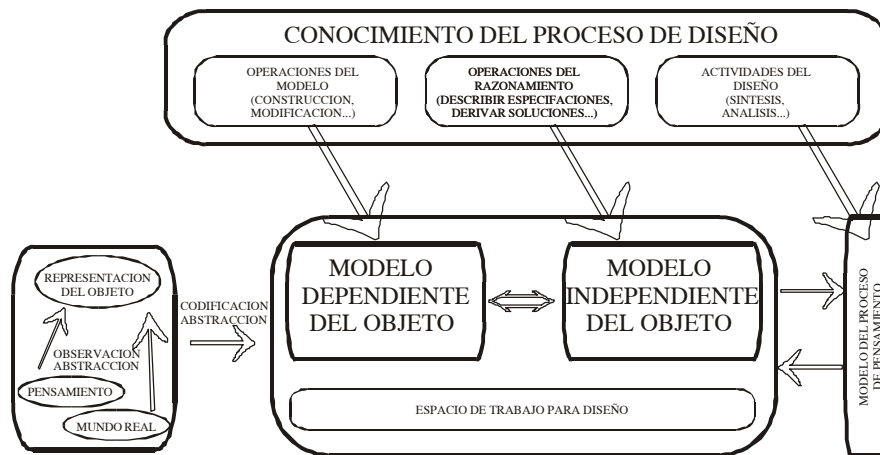 CONOCIMIENTO DEL PROCESO DE DISEÑO
OPERACIONES DEL
MODELO
(CONSTRUCCION,
MODIFICACION...)
OPERACIONES DEL
RAZONAMIENTO
(DESCRIBIR ESPECIFACIONES,
DERIVAR SOLUCIONES...)
ACTIVIDADES DEL
DISEÑO
(SINTESIS,
ANALISIS...)
REPRESENTACION
DEL OBJETO
OBSERVACION
ABSTRACCION
PENSAMIENTO
MUNDO REAL
CODIFICACION
ABSTRACCION
MODELO
DEPENDIENTE
DEL OBJETO
MODELO
INDEPENDIENTE
DEL OBJETO
ESPACIO DE TRABAJO PARA DISEÑO
MODELO DEL PROCESO
DE PENSAMIENTO